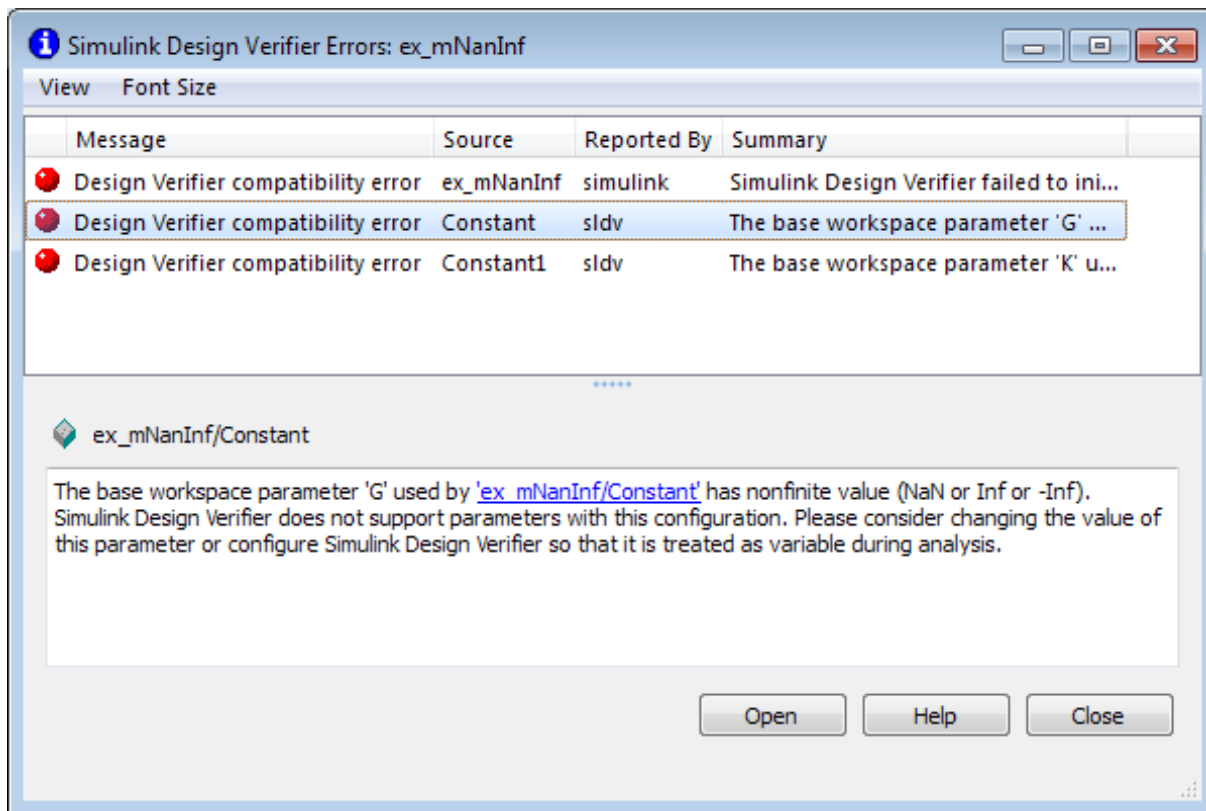 Simulink Design Verifier Errors: ex_mNanInf
View Font Size
Message Source Reported By Summary
Design Verifier compatibility error ex_mNanInf simulink Simulink Design Verifier failed to ini...
Design Verifier compatibility error Constant sldv The base workspace parameter 'G' ...
Design Verifier compatibility error Constant1 sldv The base workspace parameter 'K' u...
ex_mNanInf/Constant
The base workspace parameter 'G' used by 'ex_mNanInf/Constant' has nonfinite value (NaN or Inf or -Inf).
Simulink Design Verifier does not support parameters with this configuration. Please consider changing the value of
this parameter or configure Simulink Design Verifier so that it is treated as variable during analysis.
Open Help Close